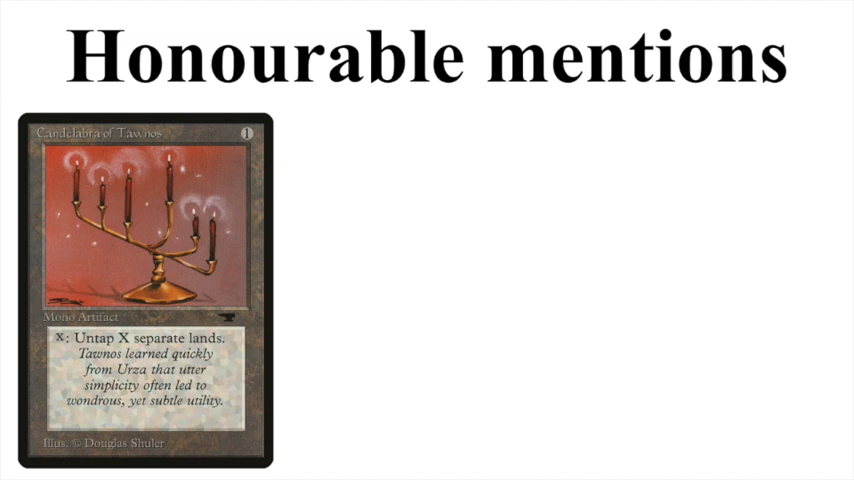 Honourable mentions
Candelabra of Tawnos 1
Mono Artifact
X: Untap X separate lands.
Tawnos learned quickly
from Urza that utter
simplicity often led to
wondrous, yet subtle utility.
Illus. © Douglas Shuler